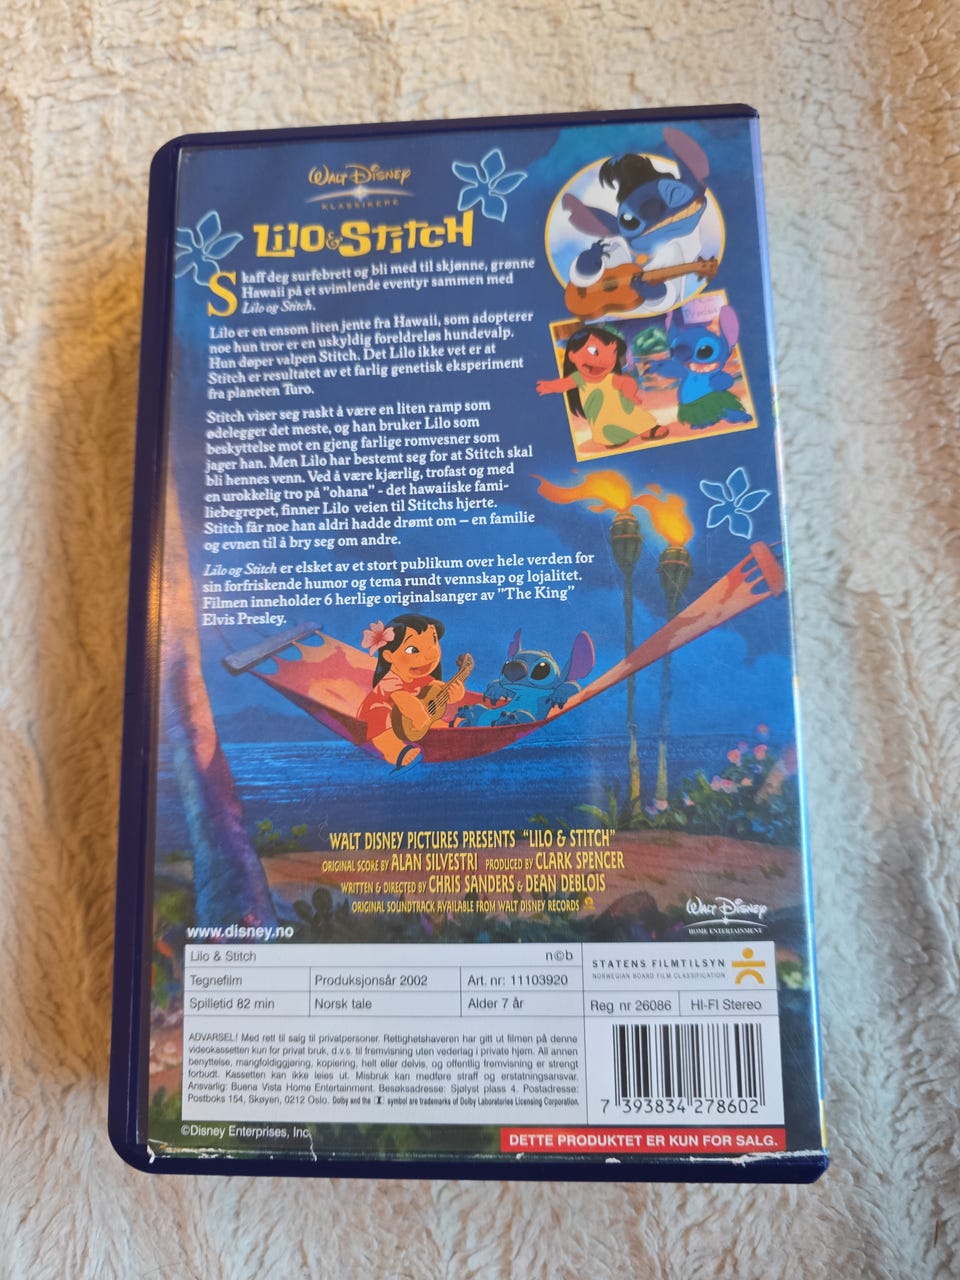 WALT DISNEY
KLASSIKERE
LILO & STITCH
Skaff deg surfebrett og bli med til skjønne, grønne
Hawaii på et svimlende eventyr sammen med
Lilo og Stitch.
Lilo er en ensom liten jente fra Hawaii, som adopterer
noe hun tror er en uskyldig foreldreløs hundevalp.
Hun døper valpen Stitch. Det Lilo ikke vet er at
Stitch er resultatet av et farlig genetisk eksperiment
fra planeten Turo.
Stitch viser seg raskt å være en liten ramp som
ødelegger det meste, og han bruker Lilo som
beskyttelse mot en gjeng farlige romvesner som
jager han. Men Lilo har bestemt seg for at Stitch skal
bli hennes venn. Ved å være kjærlig, trofast og med
en urokkelig tro på "ohana" - det hawaiiske fami-
liebegrepet, finner Lilo veien til Stitchs hjerte.
Stitch får noe han aldri hadde drømt om – en familie
og evnen til å bry seg om andre.
Lilo og Stitch er elsket av et stort publikum over hele verden for
sin forfriskende humor og tema rundt vennskap og lojalitet.
Filmen inneholder 6 herlige originalsanger av "The King"
Elvis Presley.
WALT DISNEY PICTURES PRESENTS "LILO & STITCH"
ORIGINAL SCORE BY ALAN SILVESTRI PRODUCED BY CLARK SPENCER
WRITTEN & DIRECTED BY CHRIS SANDERS & DEAN DEBLOIS
ORIGINAL SOUNDTRACK AVAILABLE FROM WALT DISNEY RECORDS
WALT DISNEY
HOME ENTERTAINMENT
www.disney.no
Lilo & Stitch n©b
Tegnefilm Produksjonsår 2002 Art. nr: 11103920
Spilletid 82 min Norsk tale Alder 7 år
STATENS FILMTILSYN
NORWEGIAN BOARD FILM CLASSIFICATION
Reg nr 26086 HI-FI Stereo
ADVARSEL! Med rett til salg til privatpersoner. Rettighetshaveren har gitt ut filmen på denne
videokassetten kun for privat bruk, d.v.s. til fremvisning uten vederlag i private hjem. All annen
benyttelse, mangfoldiggjøring, kopiering, helt eller delvis, og offentlig fremvisning er strengt
forbudt. Kassetten kan ikke leies ut. Misbruk kan medføre straff og erstatningsansvar.
Ansvarlig: Buena Vista Home Entertainment. Besøksadresse: Sjølyst plass 4. Postadresse:
Postboks 154, Skøyen, 0212 Oslo. Dolby and the symbol are trademarks of Dolby Laboratories Licensing Corporation.
7 393834 278602
©Disney Enterprises, Inc.
DETTE PRODUKTET ER KUN FOR SALG.